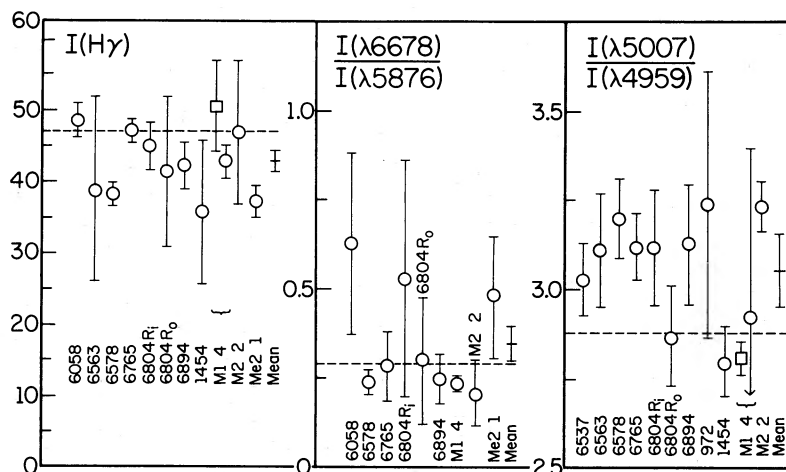 I(Hγ)
60
50
40
30
20
15
10
0
6058
6563
6578
6765
6804Ri
6804Ro
6894
1454
M1 4
M2 2
Me2 1
Mean
I(λ6678)
I(λ5876)
1.0
0.5
0
6058
6578
6765
6804Ri
6804Ro
6894
M1 4
M2 2
Me2 1
Mean
I(λ5007)
I(λ4959)
3.5
3.0
2.5
6537
6563
6578
6765
6804Ri
6804Ro
6894
972
1454
M1 4
M2 2
Mean